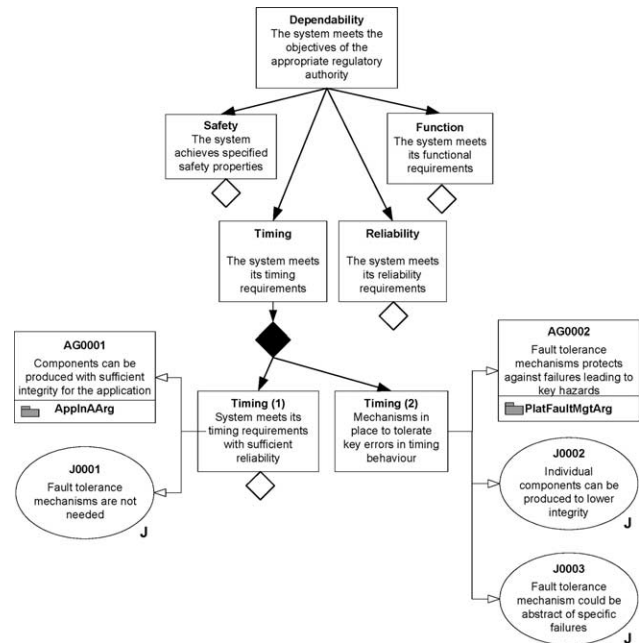 Dependability
The system meets the
objectives of the
appropriate regulatory
authority
Safety
The system
achieves specified
safety properties
Function
The system meets
its functional
requirements
Timing
The system meets
its timing
requirements
Reliability
The system meets
its reliability
requirements
AG0001
Components can be
produced with sufficient
integrity for the application
AppInAArg
J0001
Fault tolerance
mechanisms are not
needed
J
Timing (1)
System meets its
timing requirements
with sufficient
reliability
Timing (2)
Mechanisms in
place to tolerate
key errors in timing
behaviour
AG0002
Fault tolerance
mechanisms protects
against failures leading to
key hazards
PlatFaultMgtArg
J0002
Individual
components can be
produced to lower
integrity
J
J0003
Fault tolerance
mechanism could be
abstract of specific
failures
J